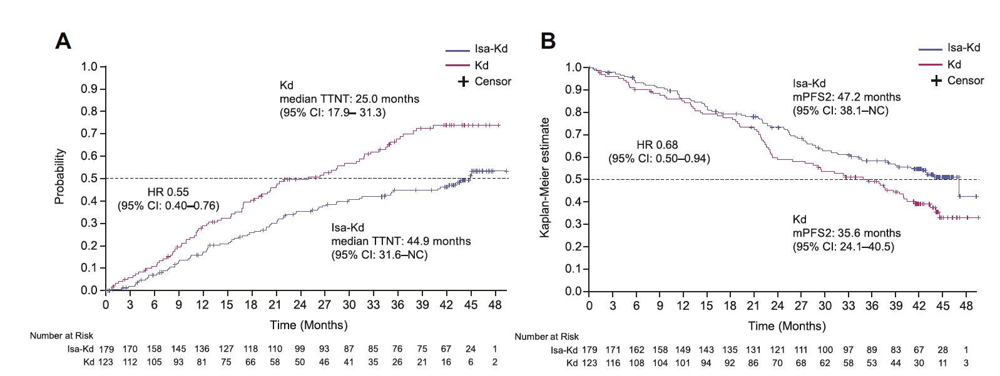 A
Isa-Kd
Kd
Censor
Kd
median TTNT: 25.0 months
(95% CI: 17.9– 31.3)
HR 0.55
(95% CI: 0.40–0.76)
Isa-Kd
median TTNT: 44.9 months
(95% CI: 31.6–NC)
Probability
1.0
0.9
0.8
0.7
0.6
0.5
0.4
0.3
0.2
0.1
0.0
0 3 6 9 12 15 18 21 24 27 30 33 36 39 42 45 48
Time (Months)
Number at Risk
Isa-Kd 179 170 158 145 136 127 118 110 99 93 87 85 76 75 67 24 1
Kd 123 112 105 93 81 75 66 58 50 46 41 35 26 21 16 6 2
B
Isa-Kd
Kd
Censor
Isa-Kd
mPFS2: 47.2 months
(95% CI: 38.1–NC)
HR 0.68
(95% CI: 0.50–0.94)
Kd
mPFS2: 35.6 months
(95% CI: 24.1–40.5)
Kaplan-Meier estimate
1.0
0.9
0.8
0.7
0.6
0.5
0.4
0.3
0.2
0.1
0.0
0 3 6 9 12 15 18 21 24 27 30 33 36 39 42 45 48
Time (Months)
Number at Risk
Isa-Kd 179 171 162 158 149 143 135 131 121 111 100 97 89 83 67 28 1
Kd 123 116 108 104 101 94 92 86 70 68 62 58 53 44 30 11 3